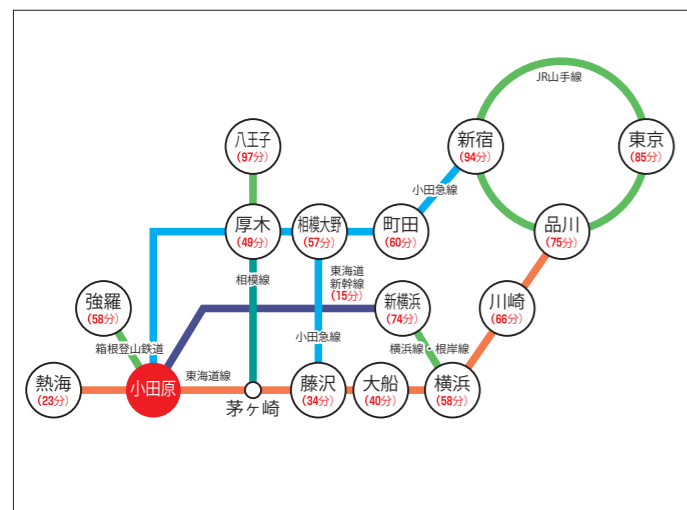 JR山手線
八王子
(97分)
新宿
(94分)
東京
(85分)
小田急線
厚木
(49分)
相模大野
(57分)
町田
(60分)
品川
(75分)
相模線
東海道
新幹線
(15分)
強羅
(58分)
新横浜
(74分)
川崎
(66分)
箱根登山鉄道
小田急線
横浜線・根岸線
熱海
(23分)
小田原
東海道線
茅ヶ崎
藤沢
(34分)
大船
(40分)
横浜
(58分)